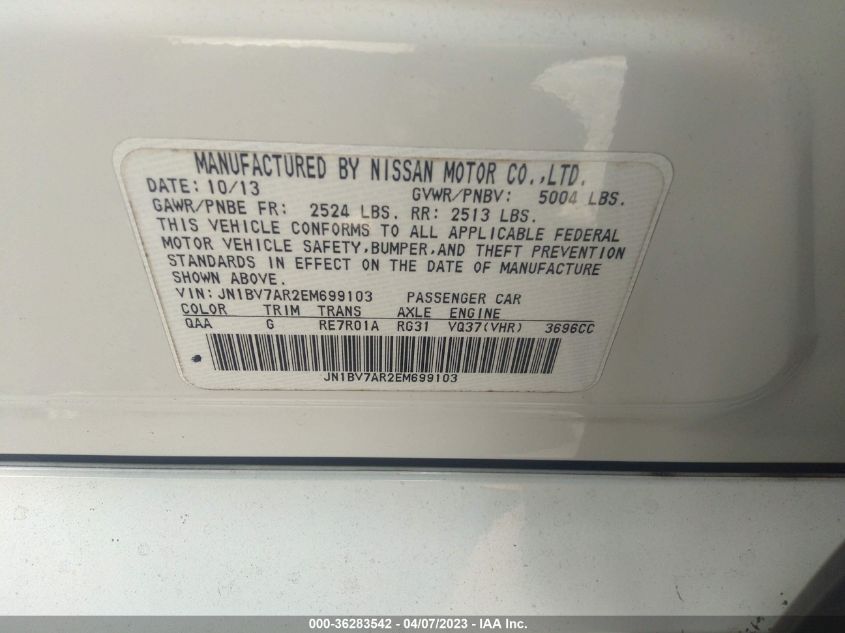 MANUFACTURED BY NISSAN MOTOR CO.,LTD.
DATE: 10/13 GVWR/PNBV: 5004 LBS.
GAWR/PNBE FR: 2524 LBS. RR: 2513 LBS.
THIS VEHICLE CONFORMS TO ALL APPLICABLE FEDERAL
MOTOR VEHICLE SAFETY,BUMPER,AND THEFT PREVENTION
STANDARDS IN EFFECT ON THE DATE OF MANUFACTURE
SHOWN ABOVE.
VIN: JN1BV7AR2EM699103 PASSENGER CAR
COLOR TRIM TRANS AXLE ENGINE
QAA G RE7R01A RG31 VQ37(VHR) 3696CC
JN1BV7AR2EM699103
000-36283542 - 04/07/2023 - IAA Inc.